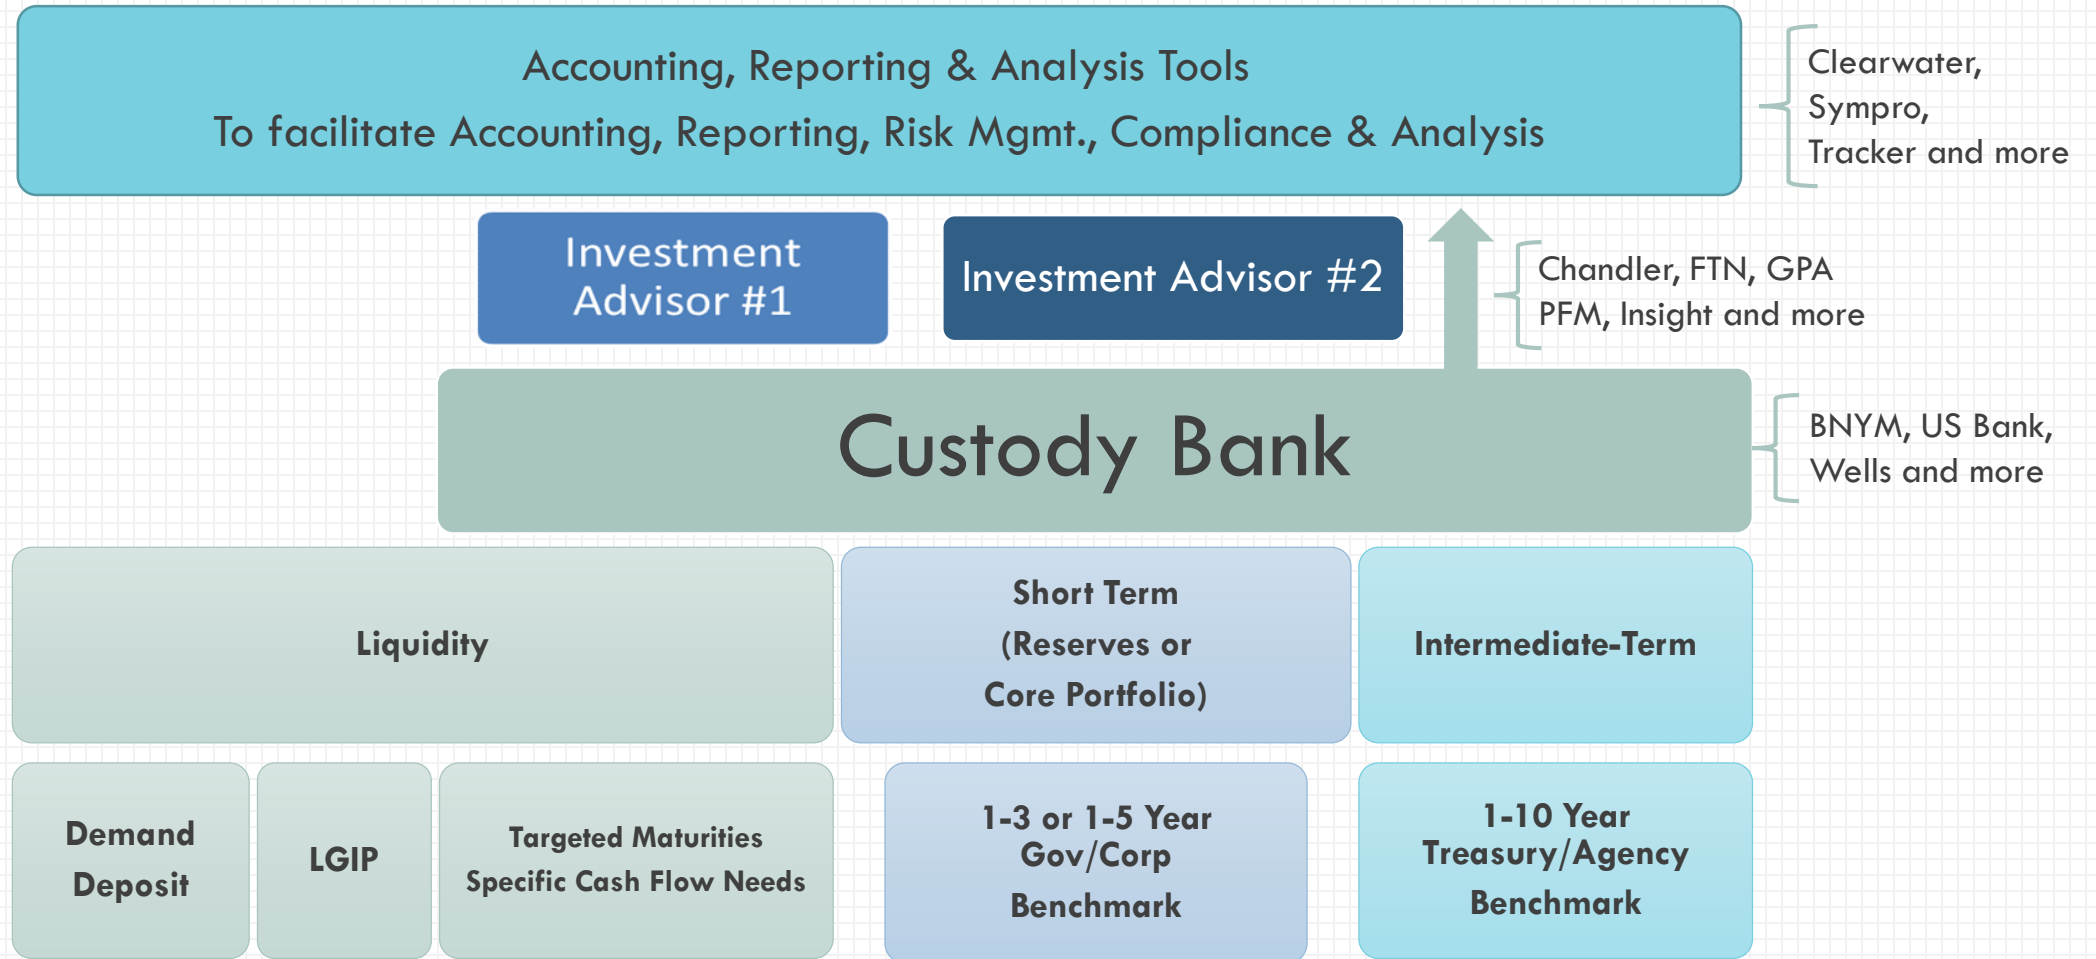 Accounting, Reporting & Analysis Tools
To facilitate Accounting, Reporting, Risk Mgmt., Compliance & Analysis
Clearwater,
Sympro,
Tracker and more
Investment
Advisor #1
Investment Advisor #2
Chandler, FTN, GPA
PFM, Insight and more
Custody Bank
BNYM, US Bank,
Wells and more
Liquidity
Short Term
(Reserves or
Core Portfolio)
Intermediate-Term
Demand
Deposit
LGIP
Targeted Maturities
Specific Cash Flow Needs
1-3 or 1-5 Year
Gov/Corp
Benchmark
1-10 Year
Treasury/Agency
Benchmark